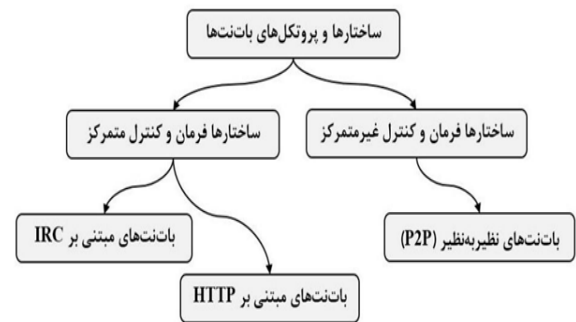 ساختارها و پروتکل‌های بات‌نت‌ها
ساختارها فرمان و کنترل غیرمتمرکز
ساختارها فرمان و کنترل متمرکز
بات‌نت‌های نظیربه‌نظیر (P2P)
بات‌نت‌های مبتنی بر IRC
بات‌نت‌های مبتنی بر HTTP